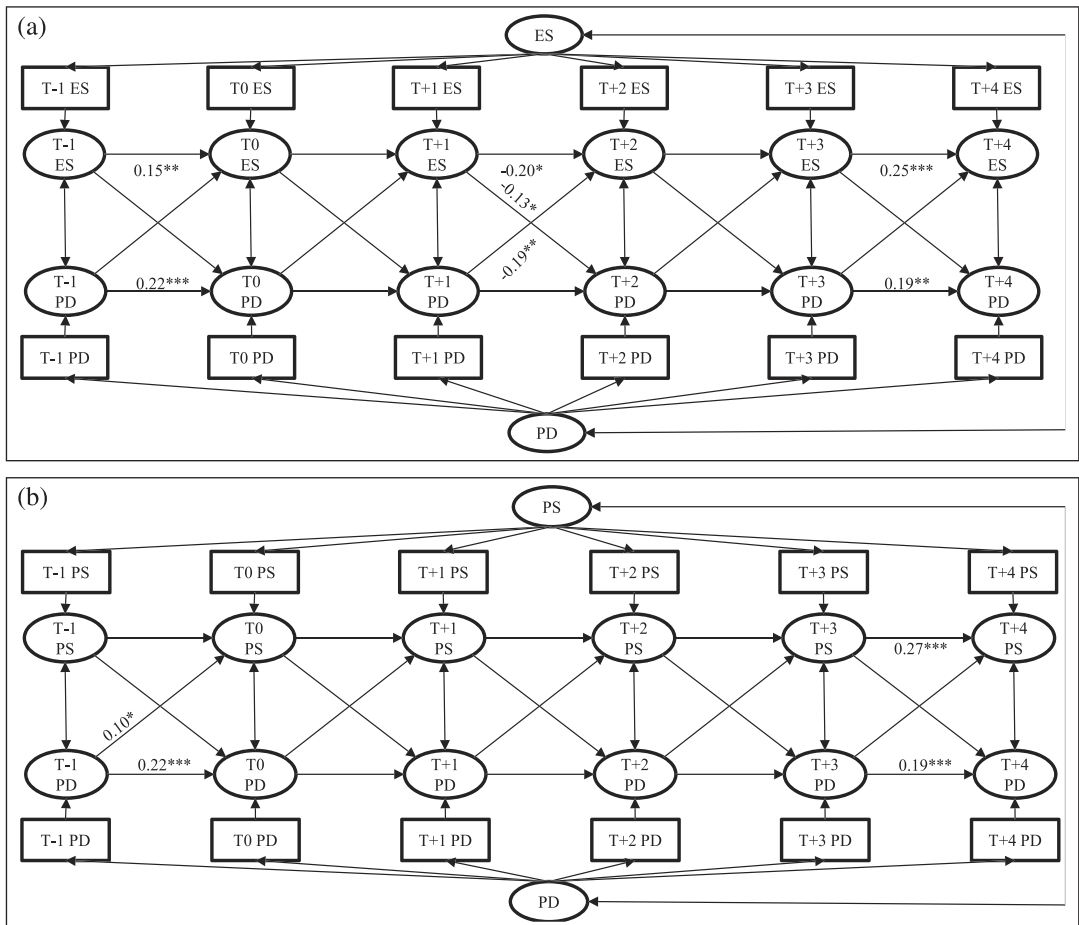 (a)
ES
T-1 ES
T0 ES
T+1 ES
T+2 ES
T+3 ES
T+4 ES
T-1
ES
T0
ES
T+1
ES
T+2
ES
T+3
ES
T+4
ES
0.15**
-0.20*
0.25***
-0.13*
-0.19**
T-1
PD
T0
PD
T+1
PD
T+2
PD
T+3
PD
T+4
PD
0.22***
0.19**
T-1 PD
T0 PD
T+1 PD
T+2 PD
T+3 PD
T+4 PD
PD
(b)
PS
T-1 PS
T0 PS
T+1 PS
T+2 PS
T+3 PS
T+4 PS
T-1
PS
T0
PS
T+1
PS
T+2
PS
T+3
PS
T+4
PS
0.27***
0.10*
T-1
PD
T0
PD
T+1
PD
T+2
PD
T+3
PD
T+4
PD
0.22***
0.19***
T-1 PD
T0 PD
T+1 PD
T+2 PD
T+3 PD
T+4 PD
PD